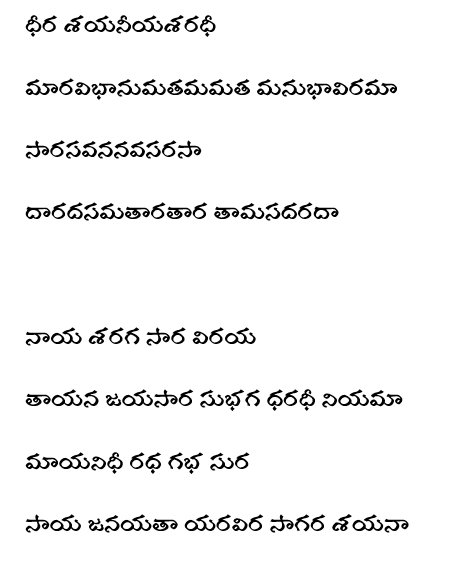 ధీర శయనీయశరధీ
మారవిభానుమతమమత మనుభావిరమా
సారసవననవసరసా
దారదసమతారతార తామసదరదా
నాయ శరగ సార విరయ
తాయన జయసార సుభగ ధరధీ నియమా
మాయనిధీ రధ గభ సుర
సాయ జనయతా యరవిర సాగర శయనా